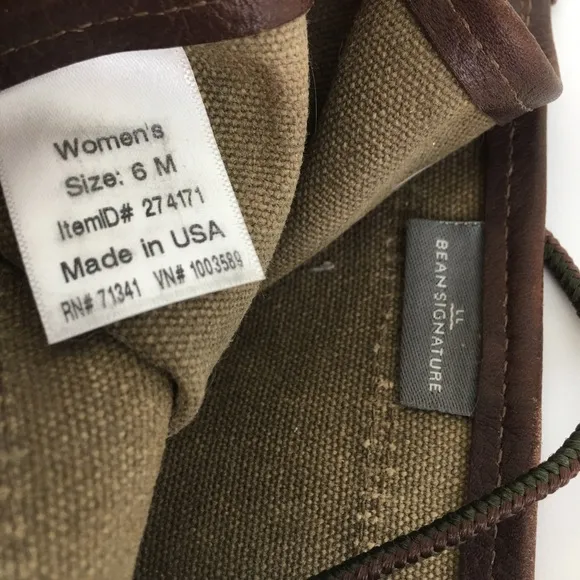 Women's
Size: 6 M
ItemID# 274171
Made in USA
RN# 71341 VN# 1003589
LL
BEAN SIGNATURE